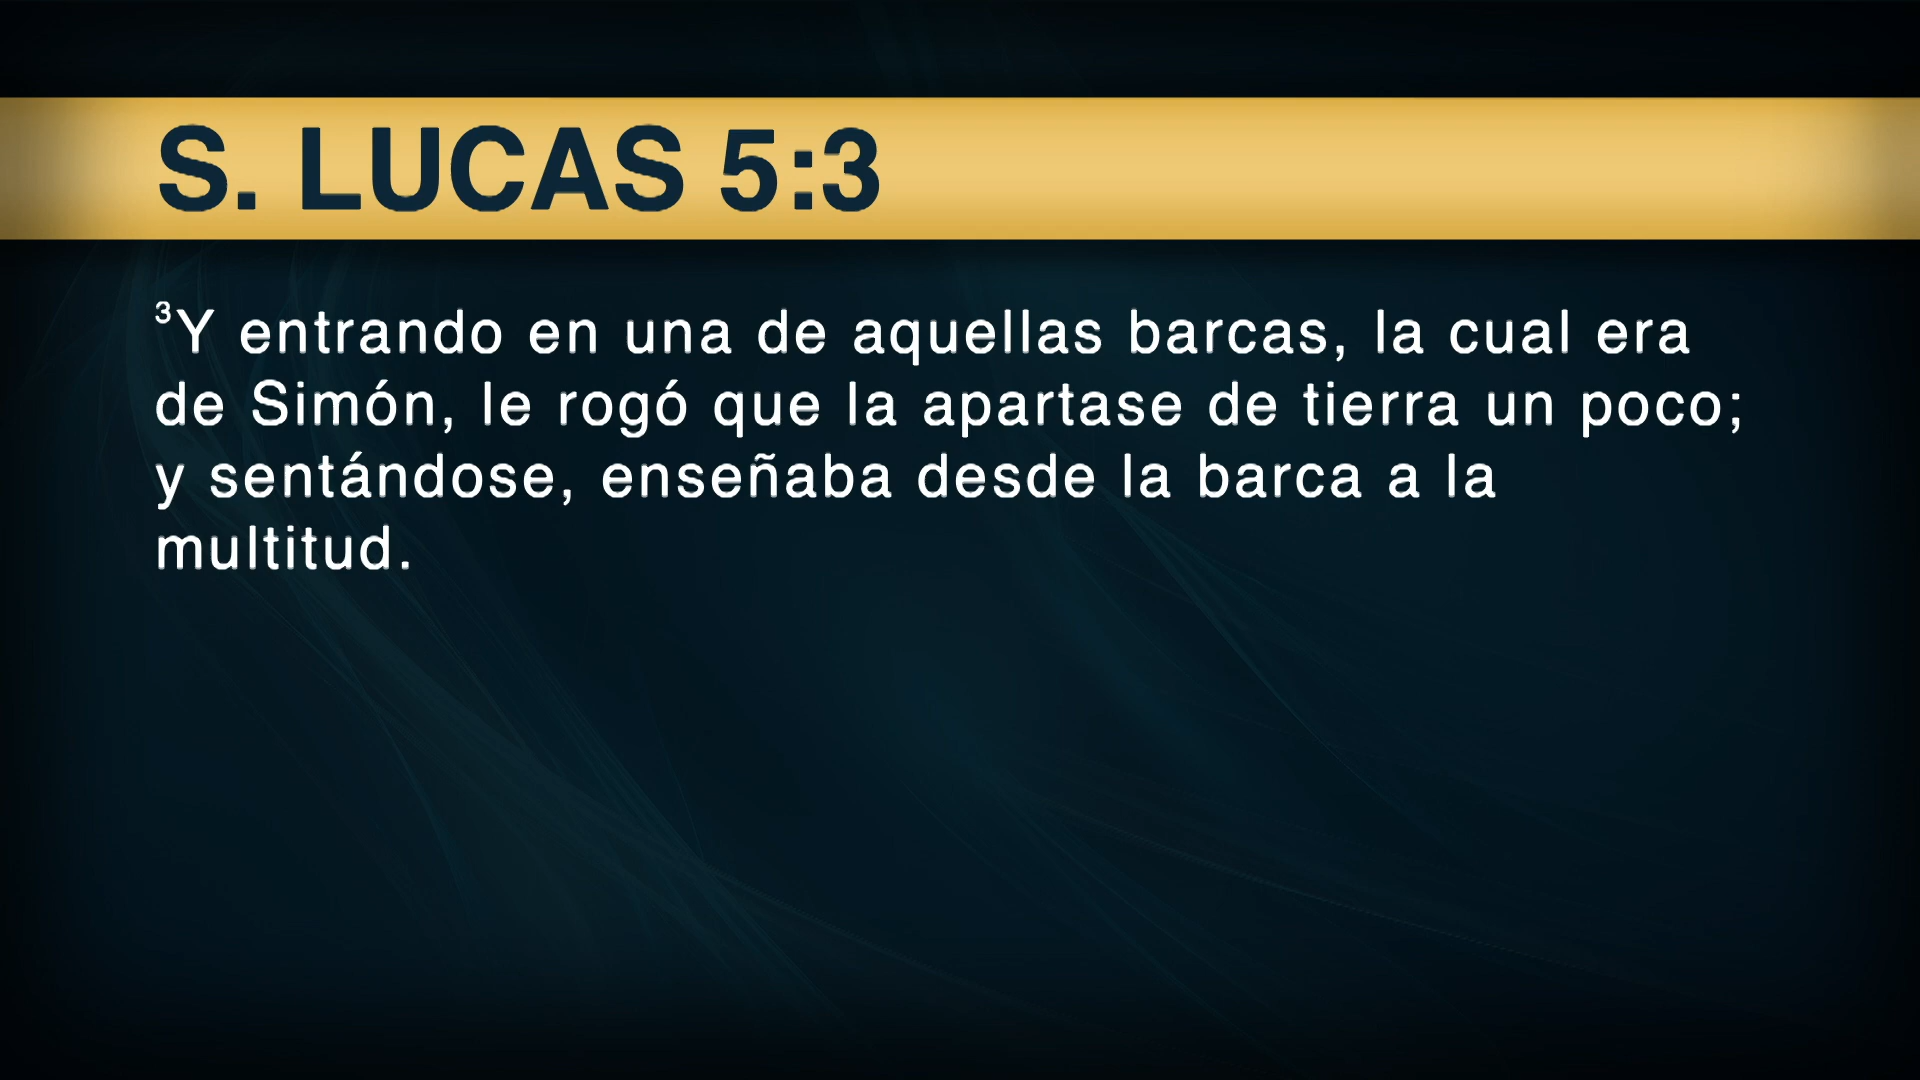 S. LUCAS 5:3
³Y entrando en una de aquellas barcas, la cual era
de Simón, le rogó que la apartase de tierra un poco;
y sentándose, enseñaba desde la barca a la
multitud.